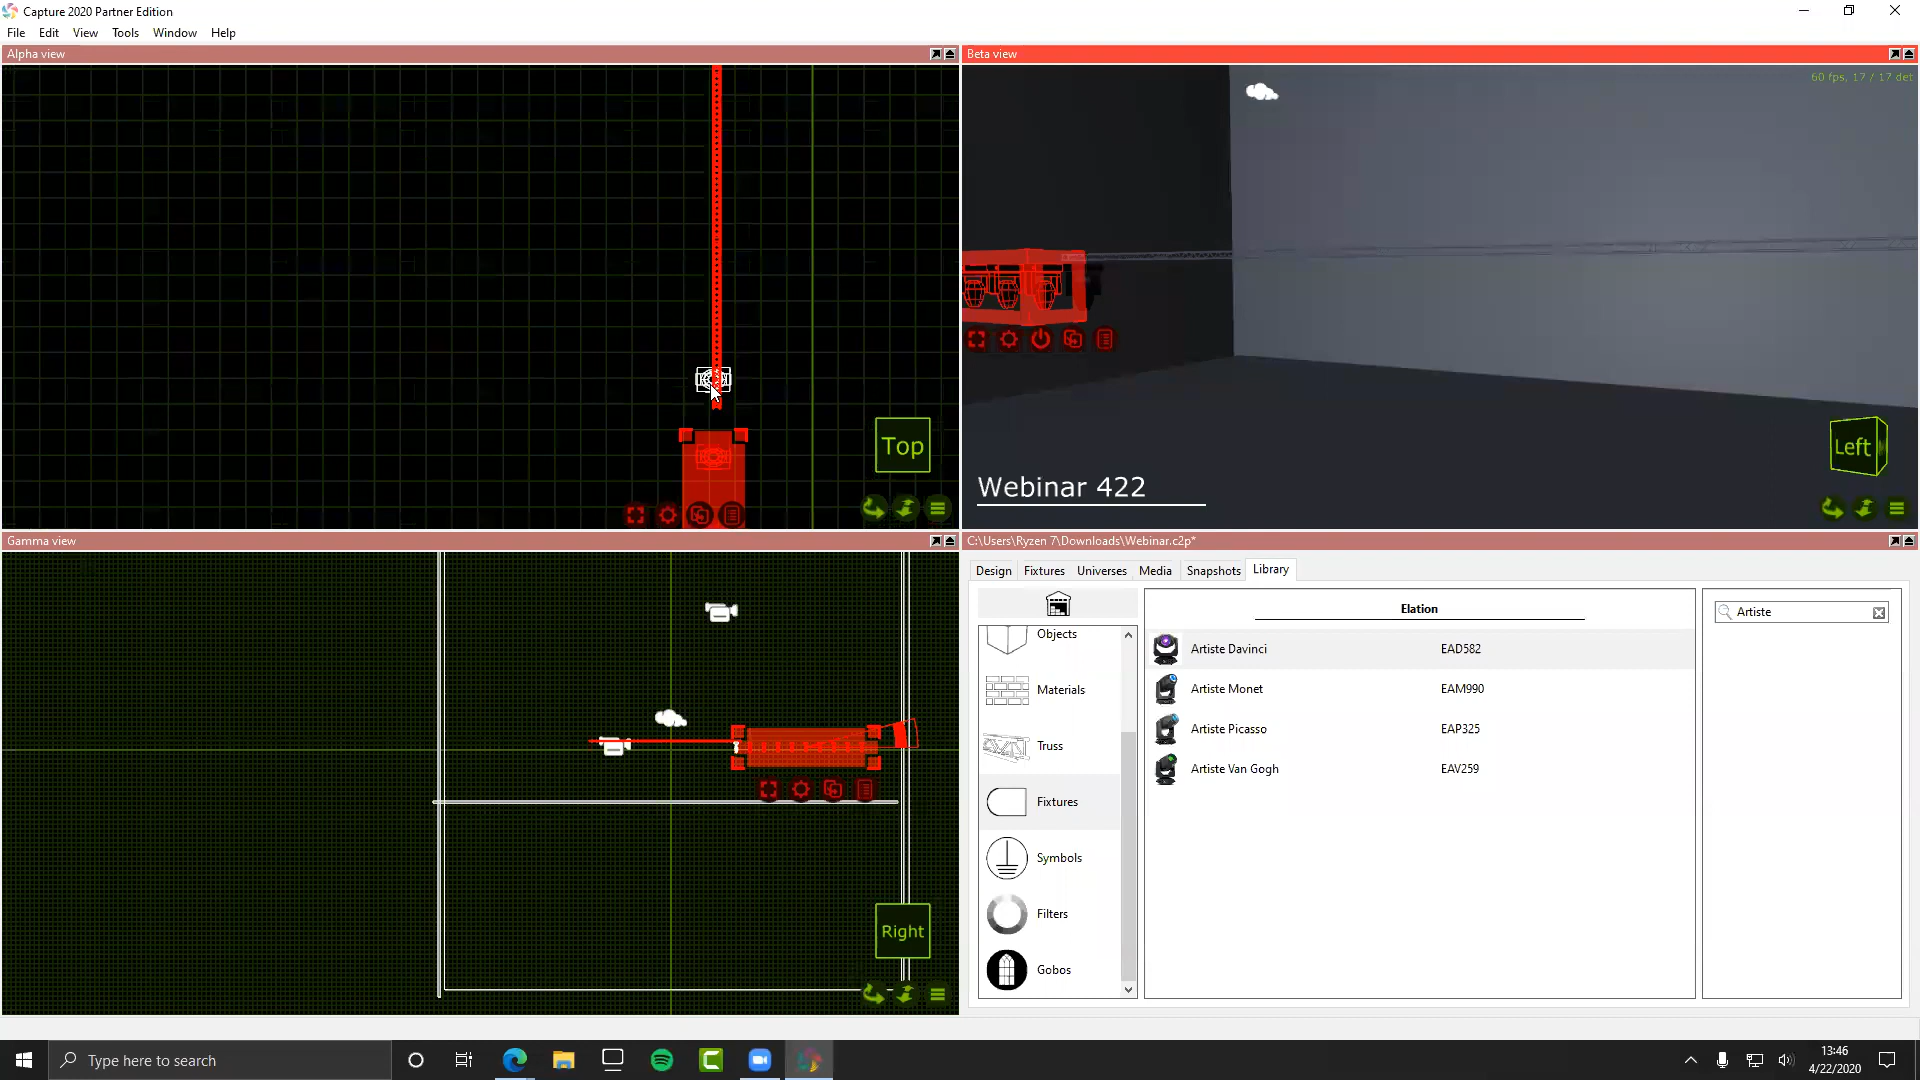 Capture 2020 Partner Edition
File Edit View Tools Window Help
Alpha view
Beta view
60 fps, 17 / 17 det
Top
Left
Webinar 422
Gamma view
Right
C:\Users\Ryzen 7\Downloads\Webinar.c2p*
Design Fixtures Universes Media Snapshots Library
Objects
Materials
Truss
Fixtures
Symbols
Filters
Gobos
Elation
Artiste Davinci EAD582
Artiste Monet EAM990
Artiste Picasso EAP325
Artiste Van Gogh EAV259
Artiste
Type here to search
13:46
4/22/2020